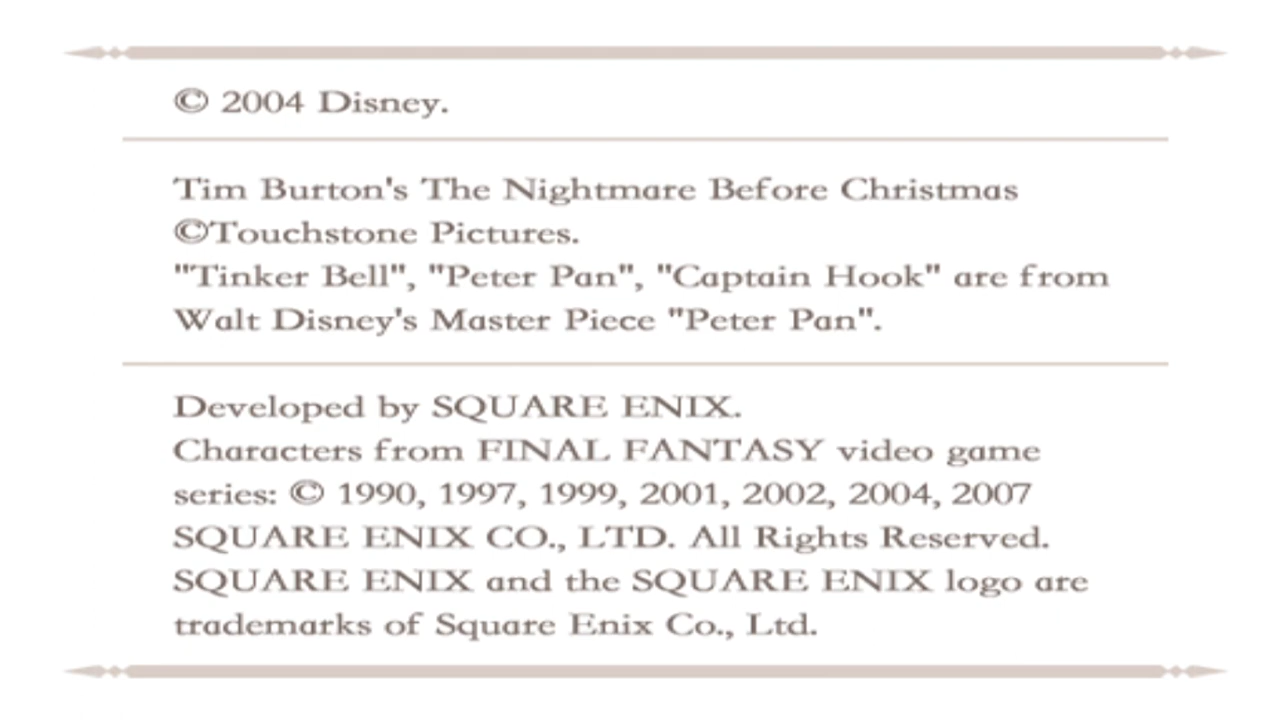 © 2004 Disney.
Tim Burton's The Nightmare Before Christmas
©Touchstone Pictures.
"Tinker Bell", "Peter Pan", "Captain Hook" are from
Walt Disney's Master Piece "Peter Pan".
Developed by SQUARE ENIX.
Characters from FINAL FANTASY video game
series: © 1990, 1997, 1999, 2001, 2002, 2004, 2007
SQUARE ENIX CO., LTD. All Rights Reserved.
SQUARE ENIX and the SQUARE ENIX logo are
trademarks of Square Enix Co., Ltd.